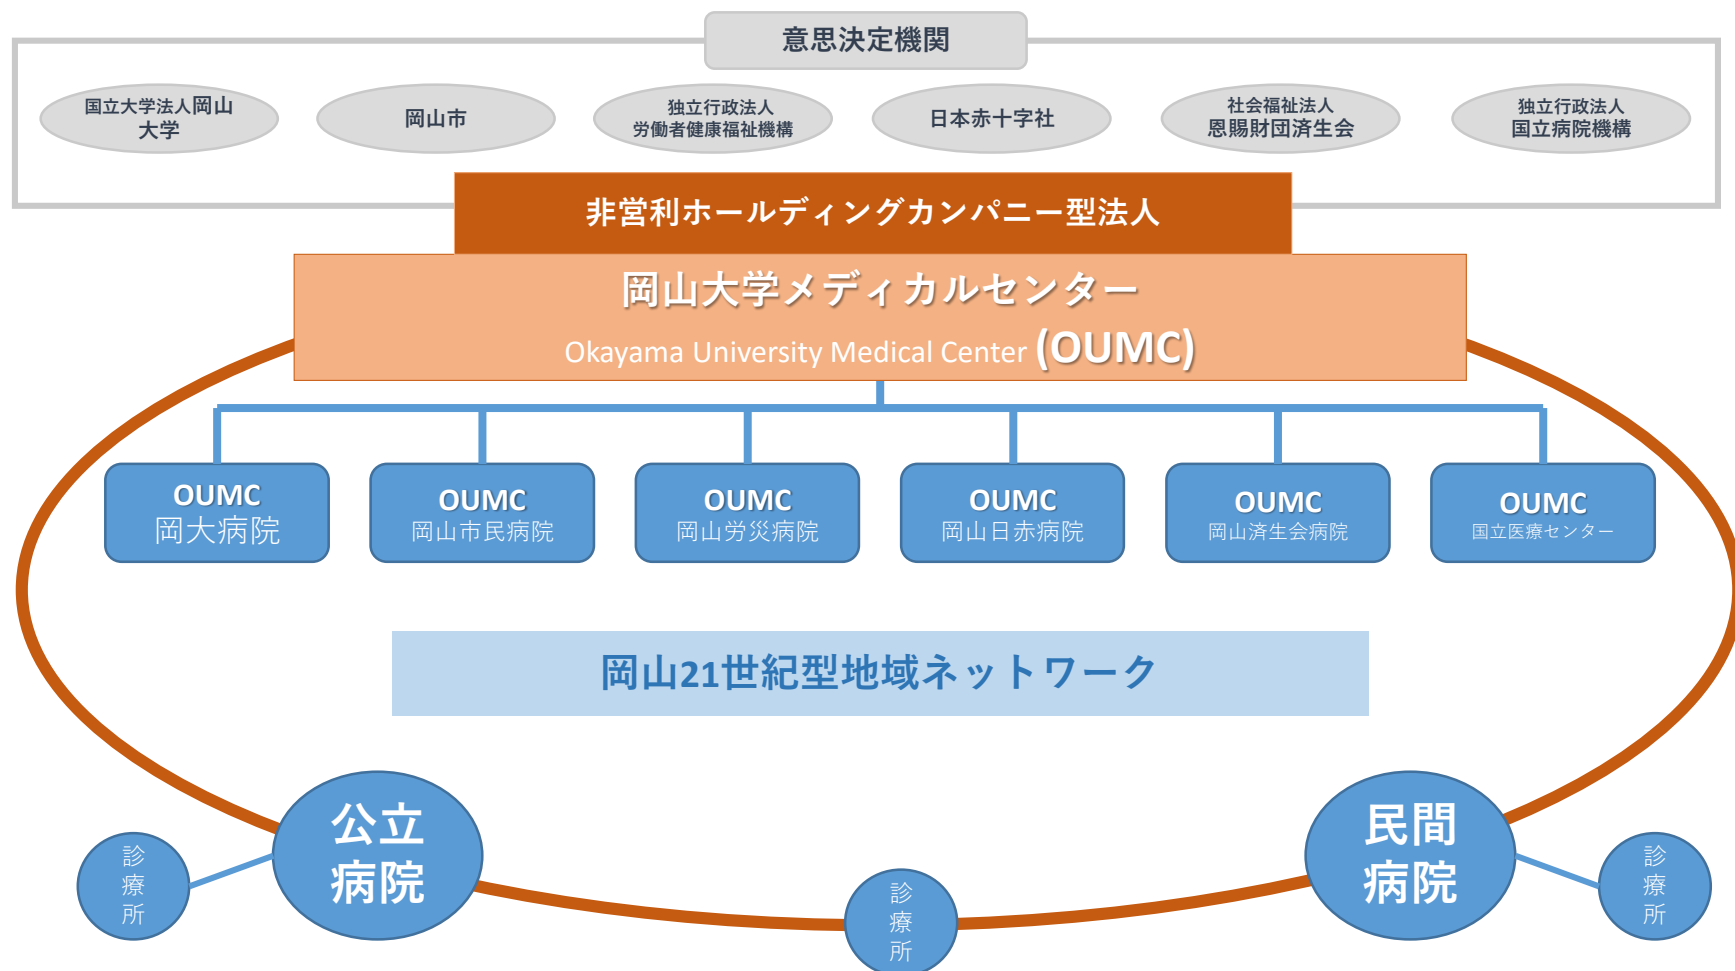 意思決定機関
国立大学法人岡山
大学
岡山市
独立行政法人
労働者健康福祉機構
日本赤十字社
社会福祉法人
恩賜財団済生会
独立行政法人
国立病院機構
非営利ホールディングカンパニー型法人
岡山大学メディカルセンター
Okayama University Medical Center (OUMC)
OUMC
岡大病院
OUMC
岡山市民病院
OUMC
岡山労災病院
OUMC
岡山日赤病院
OUMC
岡山済生会病院
OUMC
国立医療センター
岡山21世紀型地域ネットワーク
公立
病院
民間
病院
診
療
所
診
療
所
診
療
所